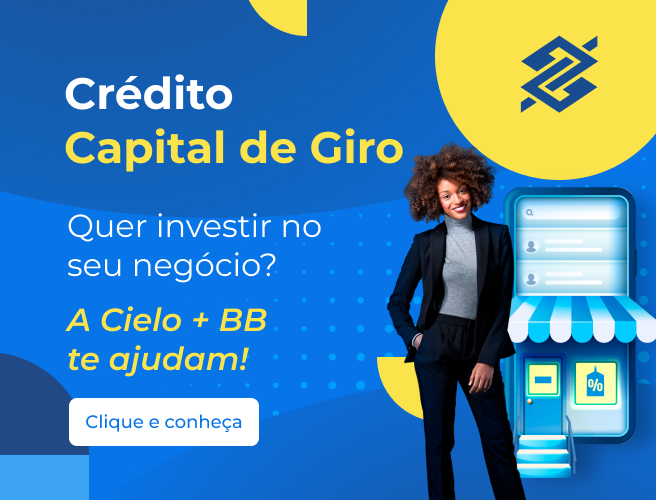 Crédito
Capital de Giro
Quer investir no
seu negócio?
A Cielo + BB
te ajudam!
Clique e conheça
%